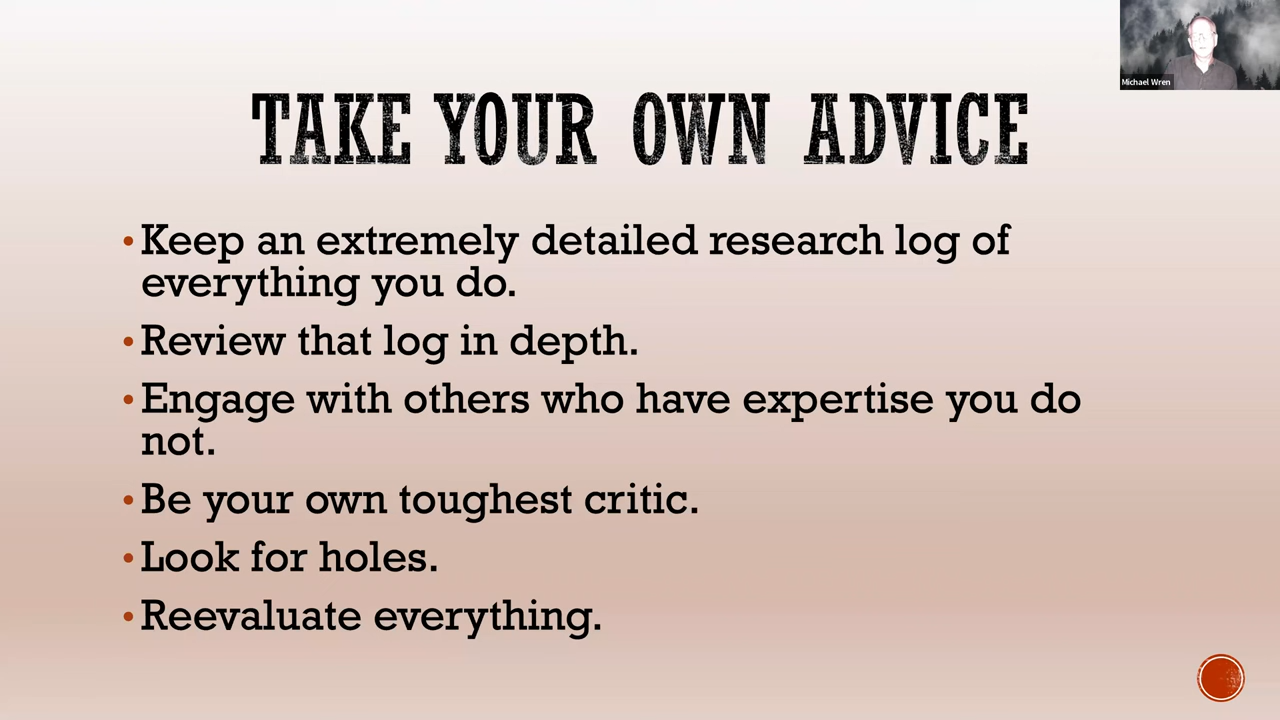 Michael Wren
TAKE YOUR OWN ADVICE
• Keep an extremely detailed research log of
everything you do.
• Review that log in depth.
• Engage with others who have expertise you do
not.
• Be your own toughest critic.
• Look for holes.
• Reevaluate everything.